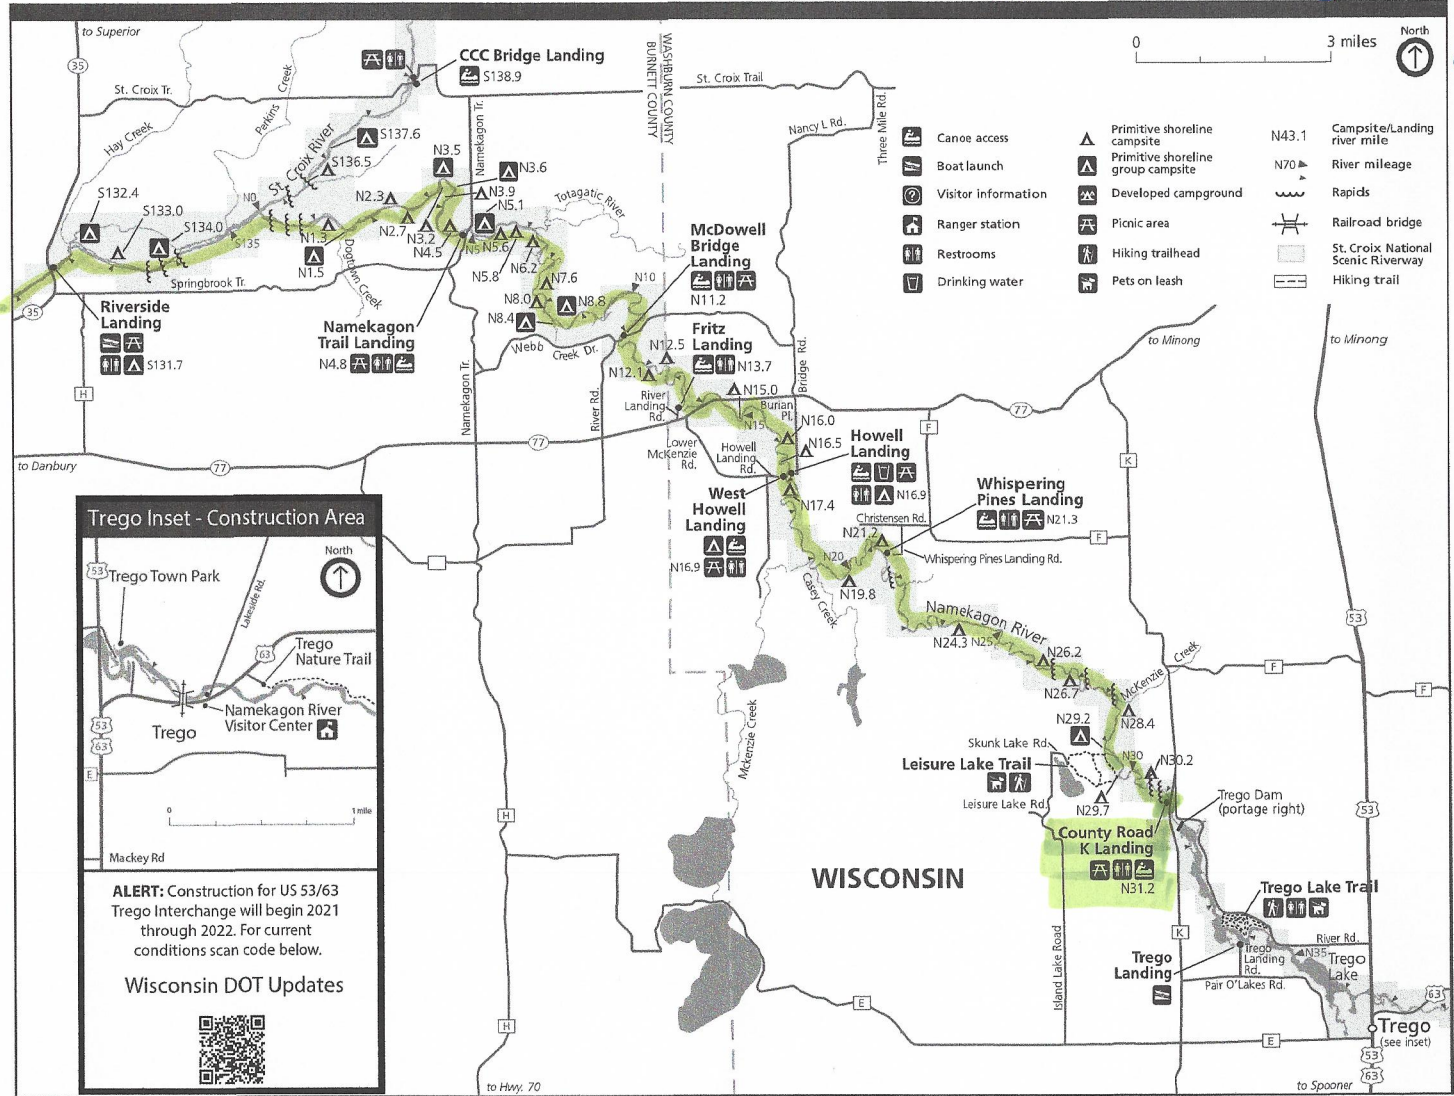 to Superior
35
St. Croix Tr.
Hay Creek
Perkins Creek
St. Croix River
CCC Bridge Landing
S138.9
S137.6
S136.5
S132.4
S133.0
S134.0
S135
N0
Springbrook Tr.
Riverside
Landing
S131.7
35
H
WASHBURN COUNTY
BURNETT COUNTY
St. Croix Trail
Namekagon Tr.
Nancy L Rd.
Three Mile Rd.
0
3 miles
North
Canoe access
Boat launch
Visitor information
Ranger station
Restrooms
Drinking water
Primitive shoreline
campsite
Primitive shoreline
group campsite
Developed campground
Picnic area
Hiking trailhead
Pets on leash
N43.1
Campsite/Landing
river mile
N70
River mileage
Rapids
Railroad bridge
St. Croix National
Scenic Riverway
Hiking trail
N1.3
N1.5
N2.3
N2.7
N3.2
N3.5
N3.6
N3.9
N4.5
N5
N5.1
N5.6
N5.8
N6.2
N7.6
N8.0
N8.4
N8.8
N10
Dogtown Creek
Totagatic River
Namekagon
Trail Landing
N4.8
McDowell
Bridge
Landing
N11.2
Webb Creek Dr.
Namekagon Tr.
River Rd.
N12.1
N12.5
Fritz
Landing
N13.7
River
Landing
Rd.
N15.0
N15
Burian
Pl.
Bridge Rd.
to Minong
to Minong
77
F
K
N16.0
N16.5
Howell
Landing
N16.9
Lower
McKenzie
Rd.
Howell
Landing
Rd.
West
Howell
Landing
N16.9
N17.4
Whispering
Pines Landing
N21.3
Christensen Rd.
N21.2
Whispering Pines Landing Rd.
F
N20
N19.8
Casey Creek
77
77
to Danbury
Namekagon River
N24.3
N25
N26.2
N26.7
McKenzie Creek
N28.4
53
F
F
McKenzie Creek
N29.2
Skunk Lake Rd.
Leisure Lake Trail
Leisure Lake Rd.
N29.7
N30
N30.2
Trego Dam
(portage right)
53
County Road
K Landing
N31.2
WISCONSIN
Trego Lake Trail
River Rd.
K
Trego
Landing
Trego
Landing
Rd.
N35
Trego
Lake
Pair O'Lakes Rd.
Island Lake Road
63
Trego
(see inset)
E
E
53
63
to Spooner
H
H
to Hwy. 70
Trego Inset - Construction Area
North
53
Trego Town Park
Lakeside Rd.
63
Trego
Nature Trail
Namekagon River
Visitor Center
Trego
53
63
E
0
1 mile
Mackey Rd
ALERT: Construction for US 53/63
Trego Interchange will begin 2021
through 2022. For current
conditions scan code below.
Wisconsin DOT Updates